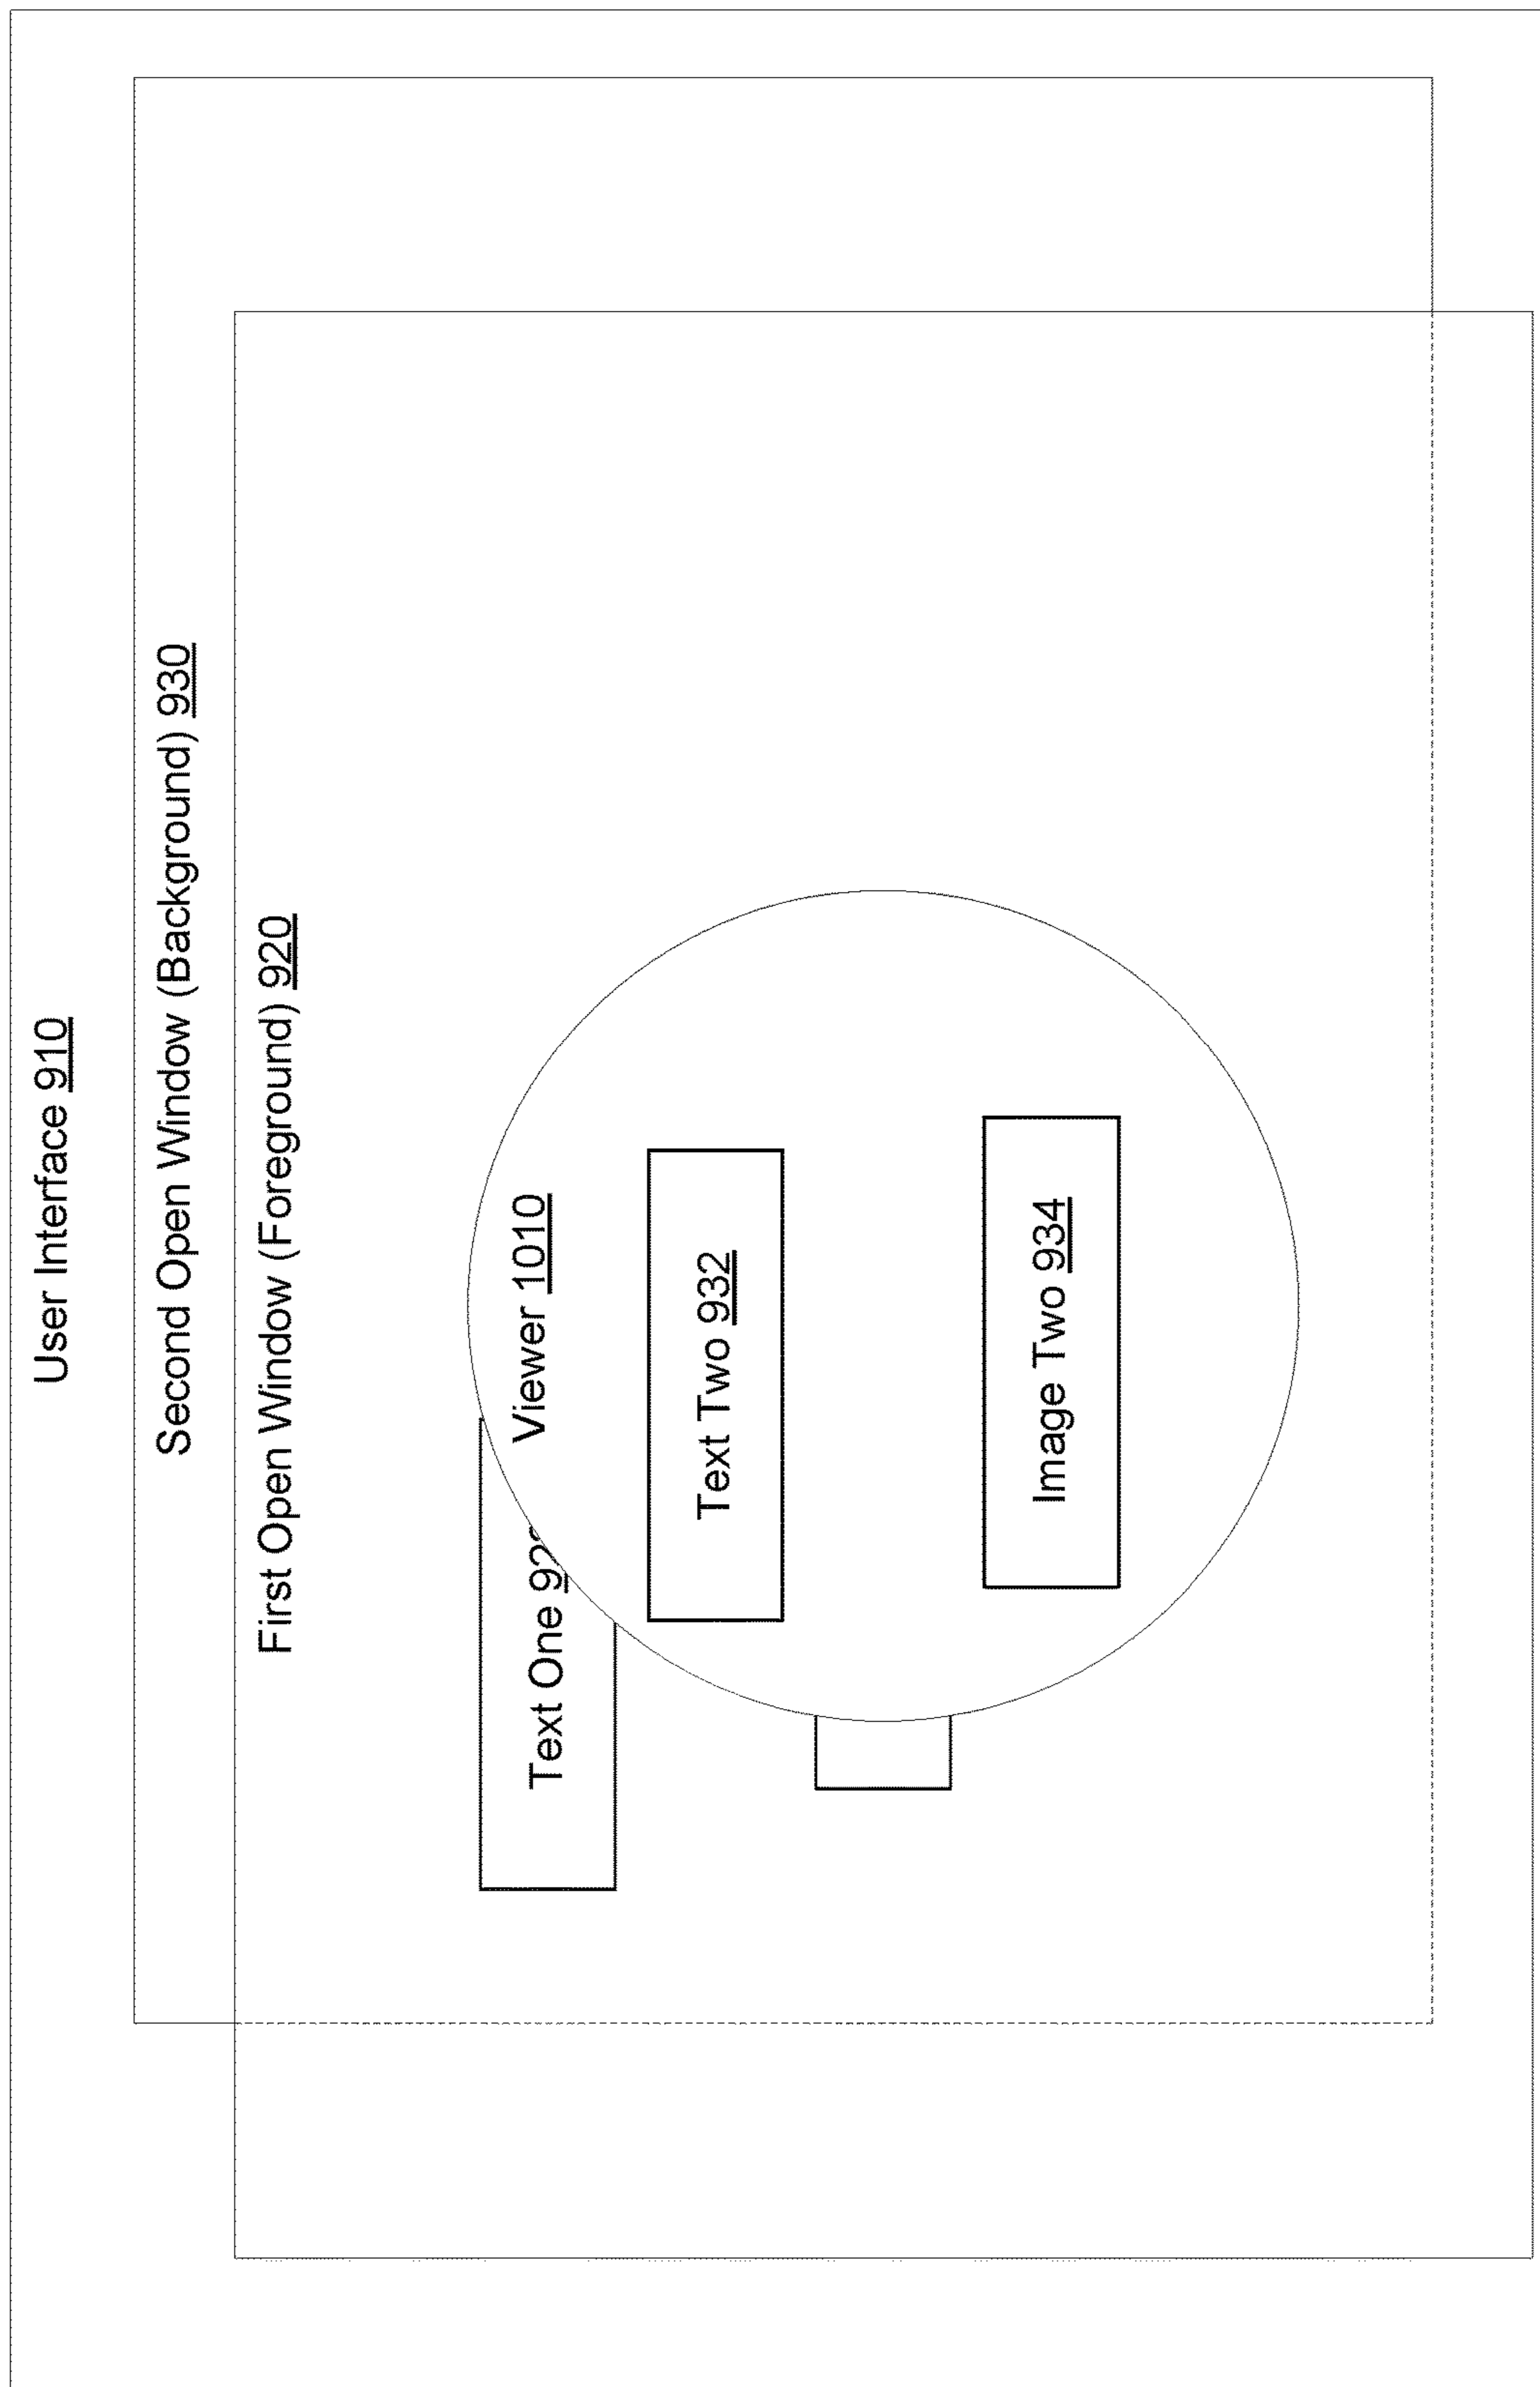 User Interface 910
Second Open Window (Background) 930
First Open Window (Foreground) 920
Viewer 1010
Text One
Text Two 932
Image Two 934